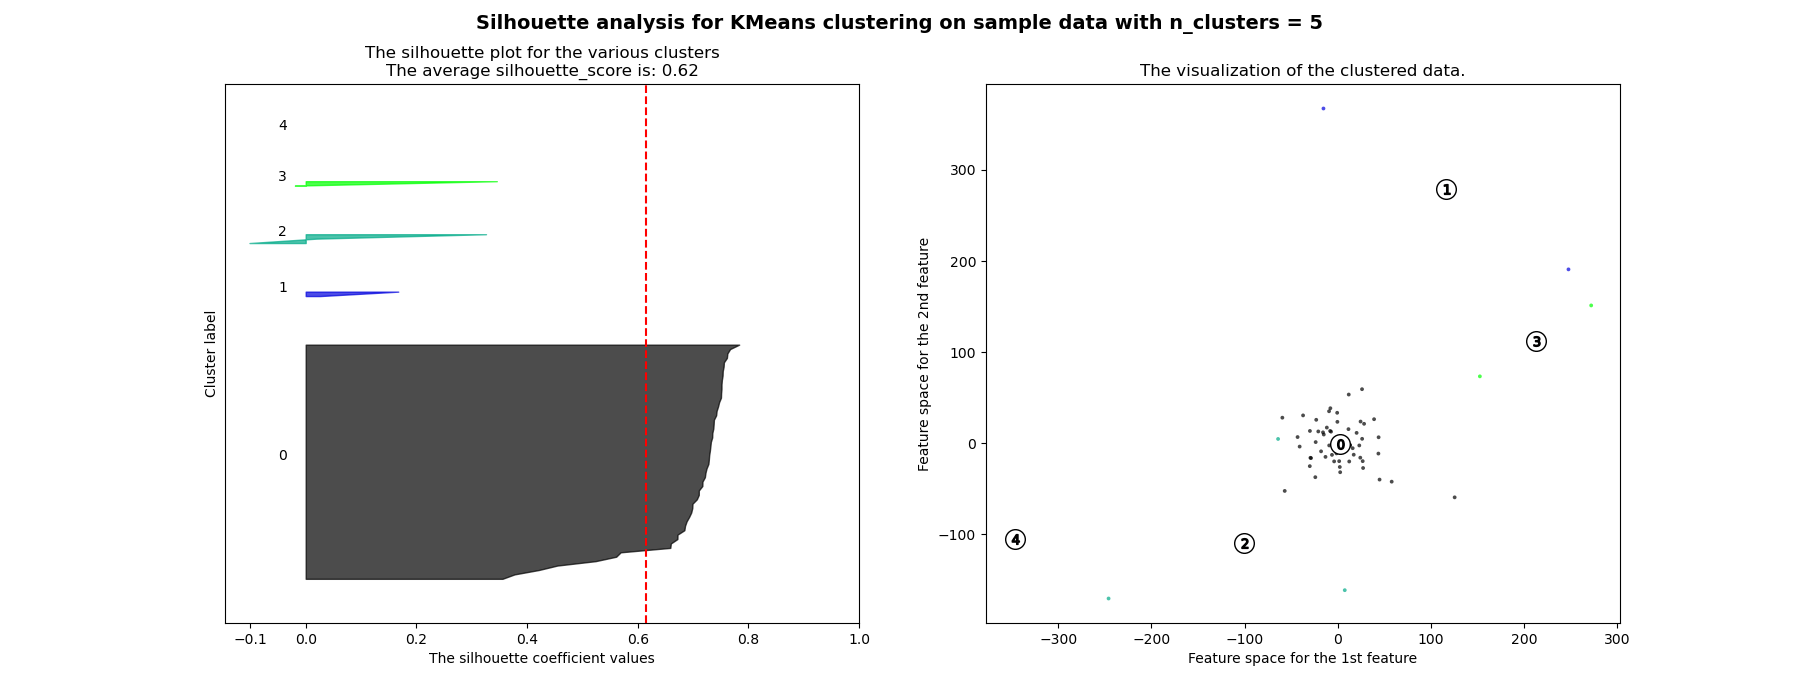 Silhouette analysis for KMeans clustering on sample data with n_clusters = 5
The silhouette plot for the various clusters
The average silhouette_score is: 0.62
4
3
2
1
0
Cluster label
−0.1 0.0 0.2 0.4 0.6 0.8 1.0
The silhouette coefficient values
The visualization of the clustered data.
300
200
100
0
−100
Feature space for the 2nd feature
1
3
0
4
2
−300 −200 −100 0 100 200 300
Feature space for the 1st feature